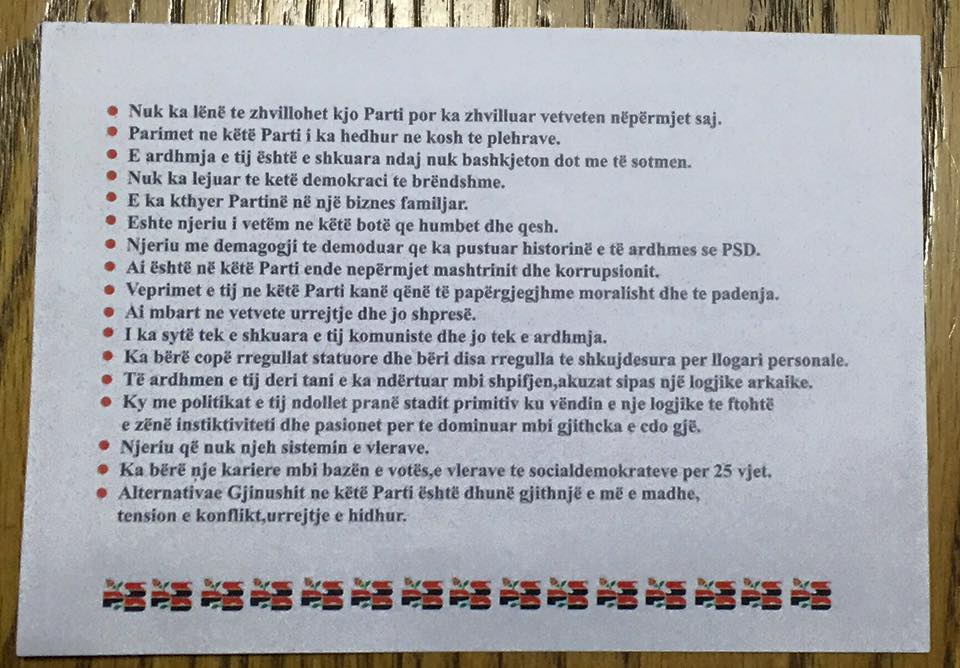 • Nuk ka lënë te zhvillohet kjo Parti por ka zhvilluar vetveten nëpërmjet saj.
• Parimet ne këtë Parti i ka hedhur ne kosh te plehrave.
• E ardhmja e tij është e shkuara ndaj nuk bashkjeton dot me të sotmen.
• Nuk ka lejuar te ketë demokraci te brëndshme.
• E ka kthyer Partinë në një biznes familjar.
• Eshte njeriu i vetëm ne këtë botë qe humbet dhe qesh.
• Njeriu me demagogji te demoduar qe ka pustuar historinë e të ardhmes se PSD.
• Ai është në këtë Parti ende nepërmjet mashtrinit dhe korrupsionit.
• Veprimet e tij ne këtë Parti kanë qënë të papërgjegjhme moralisht dhe te padenja.
• Ai mbart ne vetvete urrejtje dhe jo shpresë.
• I ka sytë tek e shkuara e tij komuniste dhe jo tek e ardhmja.
• Ka bërë copë rregullat statuore dhe bëri disa rregulla te shkujdesura per llogari personale.
• Të ardhmen e tij deri tani e ka ndërtuar mbi shpifjen,akuzat sipas një logjike arkaike.
• Ky me politikat e tij ndollet pranë stadit primitiv ku vëndin e nje logjike te ftohtë
e zënë instiktiviteti dhe pasionet per te dominuar mbi gjithcka e cdo gjë.
• Njeriu që nuk njeh sistemin e vlerave.
• Ka bërë nje kariere mbi bazën e votës,e vlerave te socialdemokrateve per 25 vjet.
• Alternativae Gjinushit ne këtë Parti është dhunë gjithnjë e më e madhe,
tension e konflikt,urrejtje e hidhur.